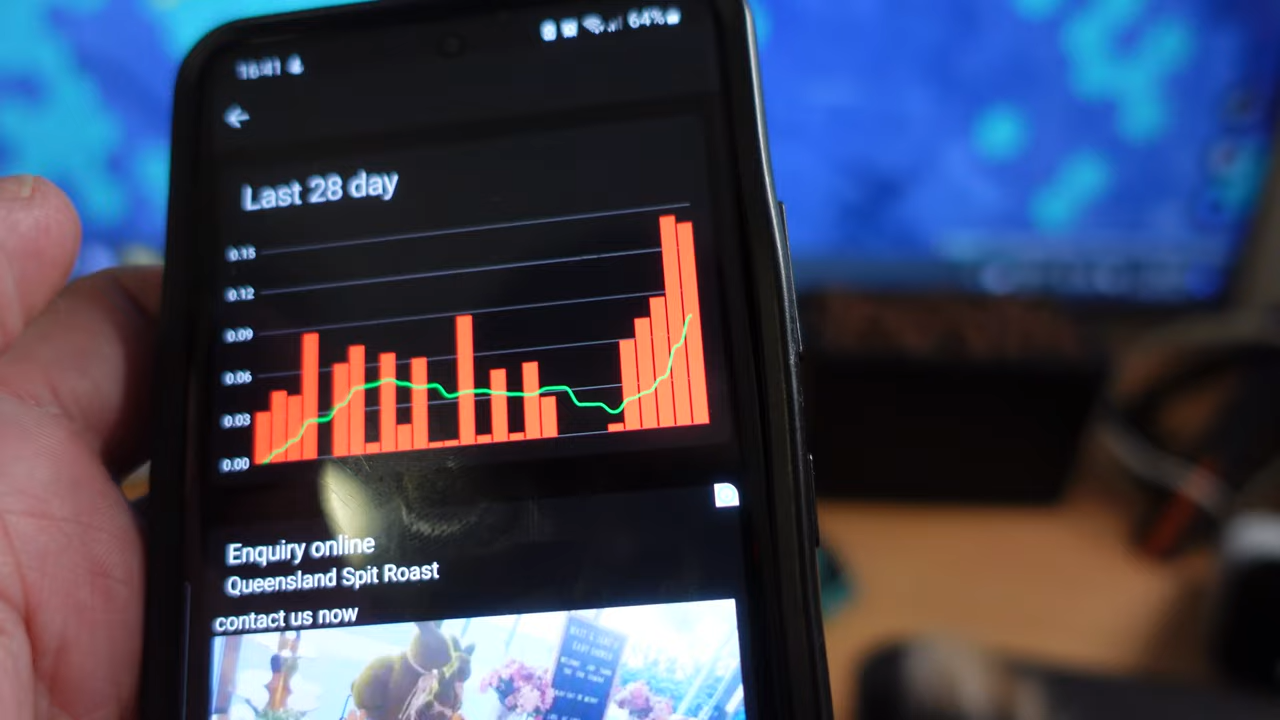 16:41
64%
Last 28 day
0.15
0.12
0.09
0.06
0.03
0.00
Enquiry online
Queensland Spit Roast
contact us now